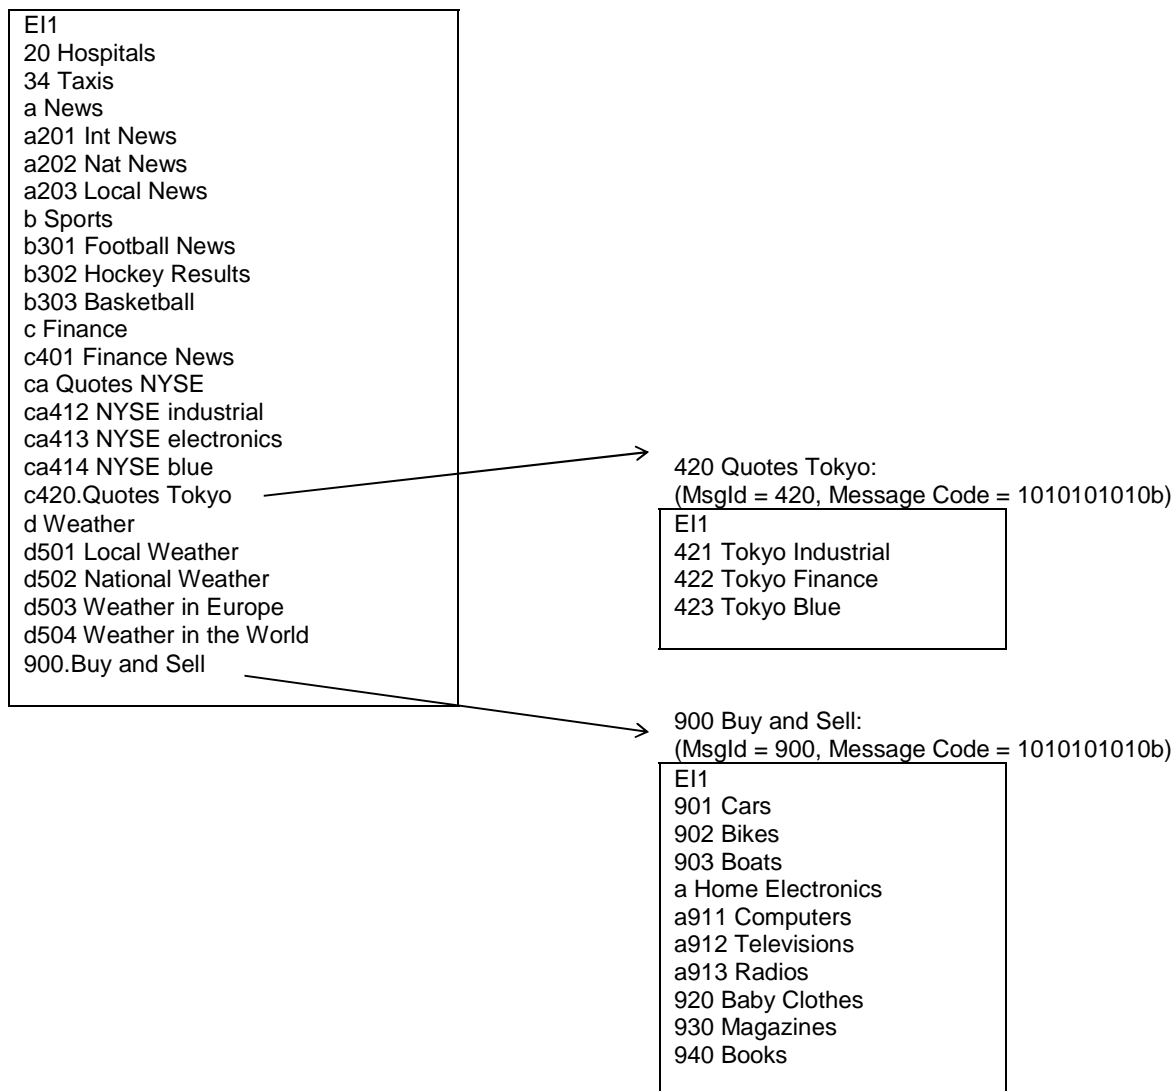 EI1
20 Hospitals
34 Taxis
a News
a201 Int News
a202 Nat News
a203 Local News
b Sports
b301 Football News
b302 Hockey Results
b303 Basketball
c Finance
c401 Finance News
ca Quotes NYSE
ca412 NYSE industrial
ca413 NYSE electronics
ca414 NYSE blue
c420.Quotes Tokyo
d Weather
d501 Local Weather
d502 National Weather
d503 Weather in Europe
d504 Weather in the World
900.Buy and Sell
420 Quotes Tokyo:
(MsgId = 420, Message Code = 1010101010b)
EI1
421 Tokyo Industrial
422 Tokyo Finance
423 Tokyo Blue
900 Buy and Sell:
(MsgId = 900, Message Code = 1010101010b)
EI1
901 Cars
902 Bikes
903 Boats
a Home Electronics
a911 Computers
a912 Televisions
a913 Radios
920 Baby Clothes
930 Magazines
940 Books